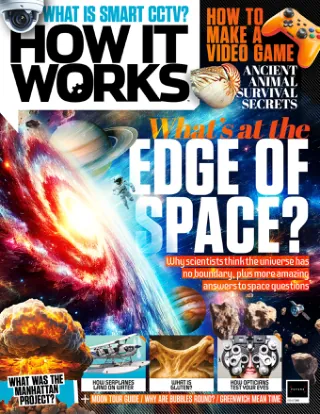 WHAT IS SMART CCTV?
HOW IT
WORKS
HOW TO
MAKE A
VIDEO GAME
ANCIENT
ANIMAL
SURVIVAL
SECRETS
What's at the
EDGE OF
SPACE?
Why scientists think the universe has
no boundary, plus more amazing
answers to space questions
WHAT WAS THE
MANHATTAN
PROJECT?
HOW SEAPLANES
LAND ON WATER
WHAT IS
GLUTEN?
HOW OPTICIANS
TEST YOUR EYES
+ MOON TOUR GUIDE / WHY ARE BUBBLES ROUND? / GREENWICH MEAN TIME